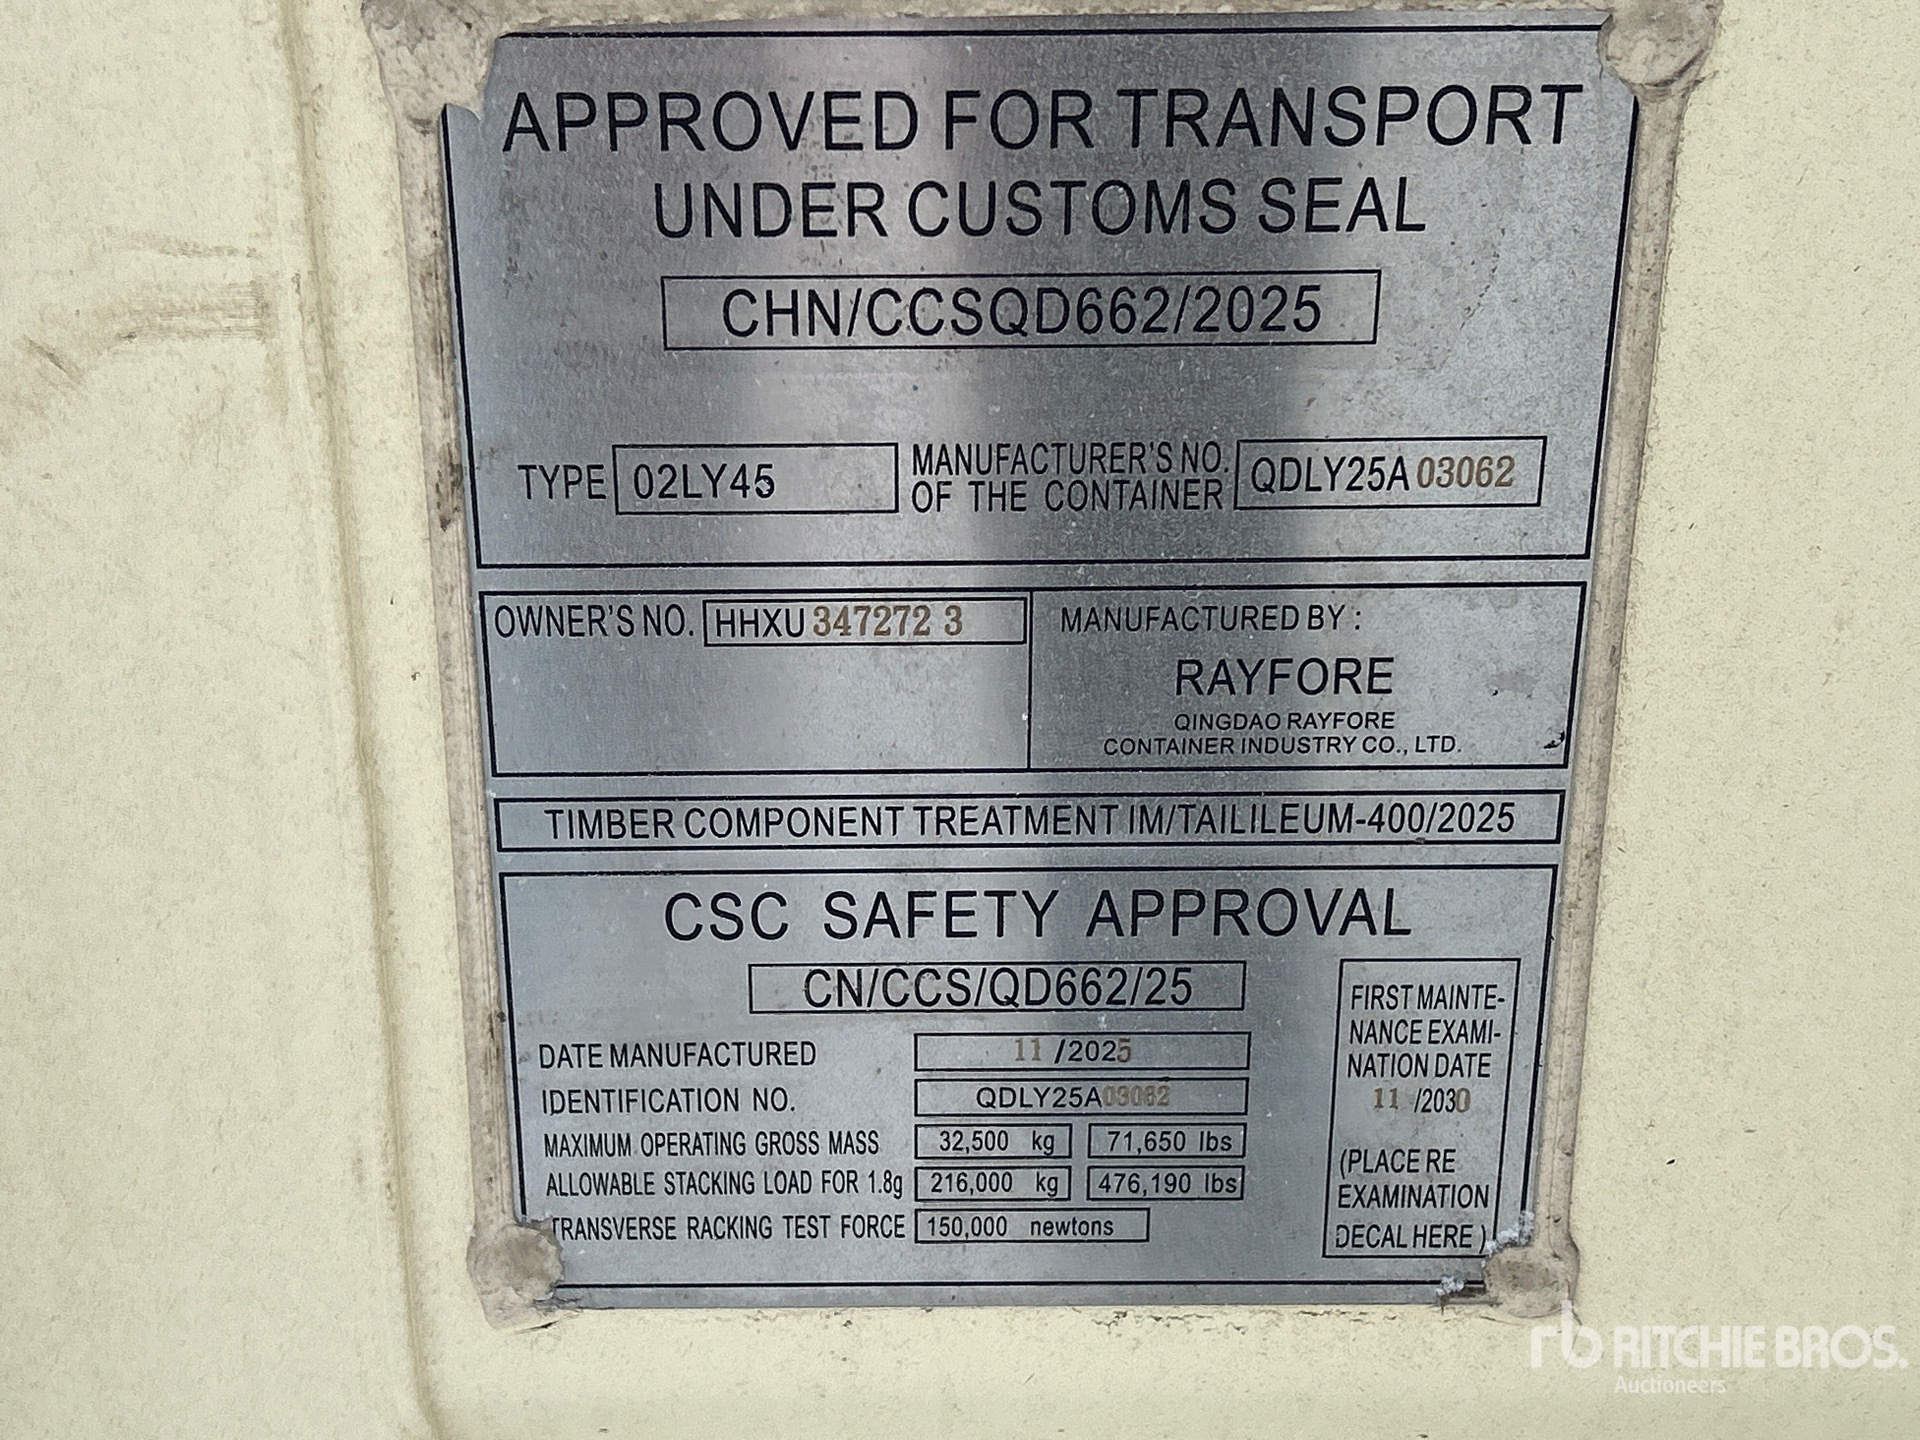 APPROVED FOR TRANSPORT
UNDER CUSTOMS SEAL
CHN/CCSQD662/2025
TYPE 02LY45 MANUFACTURER'S NO. OF THE CONTAINER QDLY25A 03062
OWNER'S NO. HHXU 347272 3
MANUFACTURED BY :
RAYFORE
QINGDAO RAYFORE
CONTAINER INDUSTRY CO., LTD.
TIMBER COMPONENT TREATMENT IM/TAILILEUM-400/2025
CSC SAFETY APPROVAL
CN/CCS/QD662/25
DATE MANUFACTURED 11 /2025
IDENTIFICATION NO. QDLY25A03062
MAXIMUM OPERATING GROSS MASS 32,500 kg 71,650 lbs
ALLOWABLE STACKING LOAD FOR 1.8g 216,000 kg 476,190 lbs
TRANSVERSE RACKING TEST FORCE 150,000 newtons
FIRST MAINTE-
NANCE EXAMI-
NATION DATE
11 /2030
(PLACE RE
EXAMINATION
DECAL HERE )
rb RITCHIE BROS.
Auctioneers